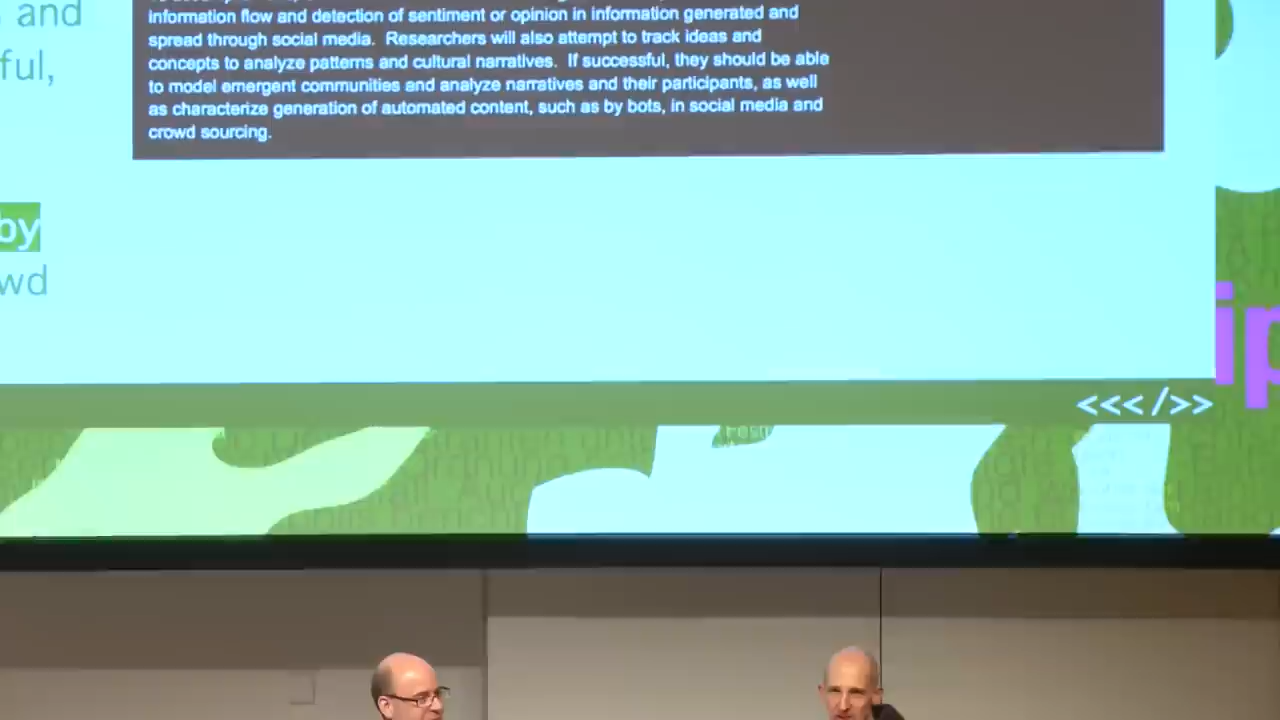 and
ful,
by
wd
information flow and detection of sentiment or opinion in information generated and
spread through social media. Researchers will also attempt to track ideas and
concepts to analyze patterns and cultural narratives. If successful, they should be able
to model emergent communities and analyze narratives and their participants, as well
as characterize generation of automated content, such as by bots, in social media and
crowd sourcing.
ip
<<</>>